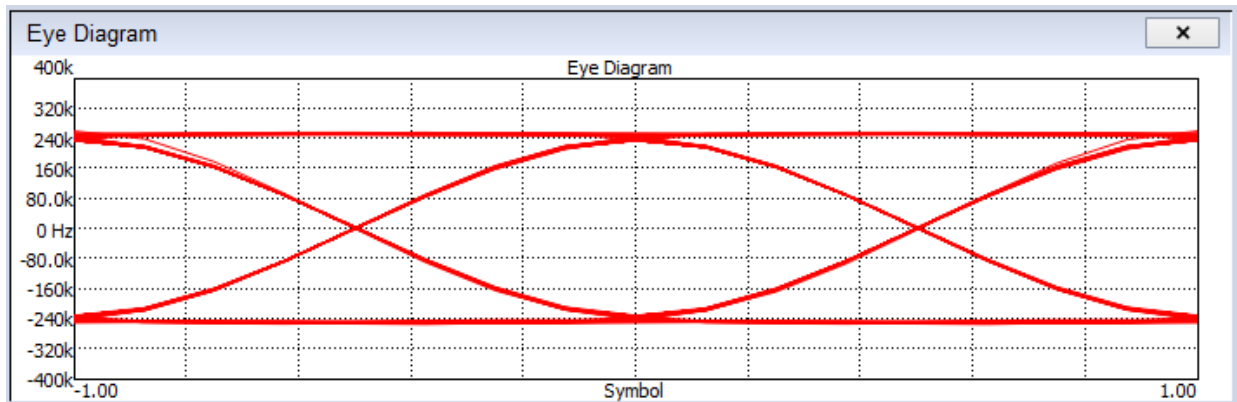 Eye Diagram
×
Eye Diagram
400k
320k
240k
160k
80.0k
0 Hz
-80.0k
-160k
-240k
-320k
-400k
-1.00 Symbol 1.00